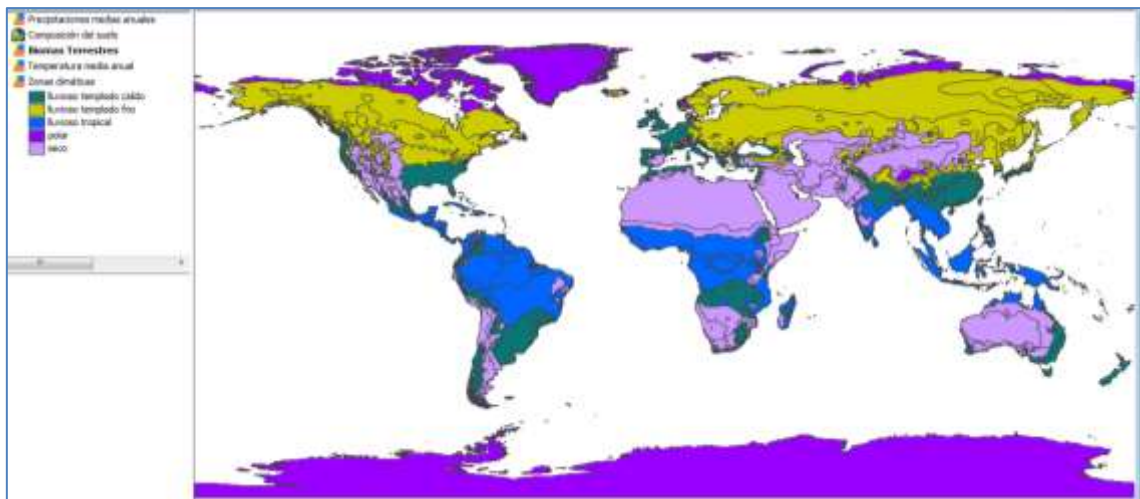 Precipitaciones medias anuales
Composición del suelo
Biomas Terrestres
Temperatura media anual
Zonas climáticas
lluvioso templado cálido
lluvioso templado frío
lluvioso tropical
polar
seco